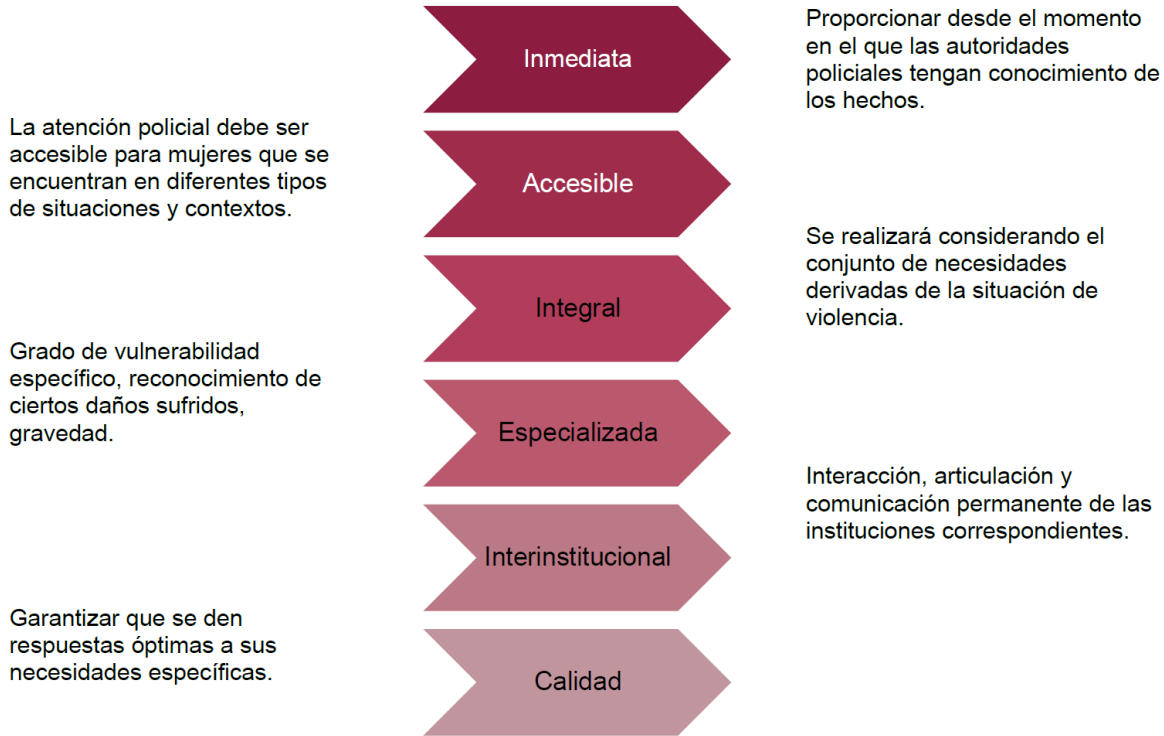 Inmediata
Proporcionar desde el momento
en el que las autoridades
policiales tengan conocimiento de
los hechos.
La atención policial debe ser
accesible para mujeres que se
encuentran en diferentes tipos
de situaciones y contextos.
Accesible
Integral
Se realizará considerando el
conjunto de necesidades
derivadas de la situación de
violencia.
Grado de vulnerabilidad
específico, reconocimiento de
ciertos daños sufridos,
gravedad.
Especializada
Interinstitucional
Interacción, articulación y
comunicación permanente de las
instituciones correspondientes.
Garantizar que se den
respuestas óptimas a sus
necesidades específicas.
Calidad